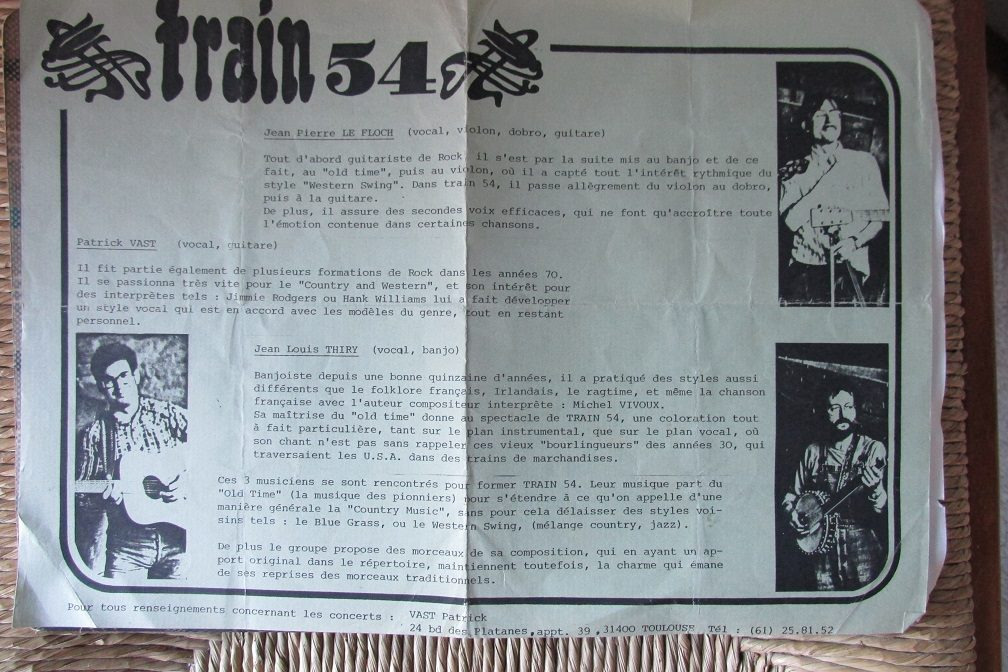 train 54
Jean Pierre LE FLOCH (vocal, violon, dobro, guitare)
Tout d'abord guitariste de Rock, il s'est par la suite mis au banjo et de ce
fait, au "old time", puis au violon, où il a capté tout l'intérêt rythmique du
style "Western Swing". Dans train 54, il passe allègrement du violon au dobro,
puis à la guitare.
De plus, il assure des secondes voix efficaces, qui ne font qu'accroître toute
l'émotion contenue dans certaines chansons.
Patrick VAST (vocal, guitare)
Il fit partie également de plusieurs formations de Rock dans les années 70.
Il se passionna très vite pour le "Country and Western", et son intérêt pour
des interprètes tels : Jimmie Rodgers ou Hank Williams lui a fait développer
un style vocal qui est en accord avec les modèles du genre, tout en restant
personnel.
Jean Louis THIRY (vocal, banjo)
Banjoiste depuis une bonne quinzaine d'années, il a pratiqué des styles aussi
différents que le folklore français, Irlandais, le ragtime, et même la chanson
française avec l'auteur compositeur interprète : Michel VIVOUX.
Sa maîtrise du "old time" donne au spectacle de TRAIN 54, une coloration tout
à fait particulière, tant sur le plan instrumental, que sur le plan vocal, où
son chant n'est pas sans rappeler ces vieux "bourlingueurs" des années 30, qui
traversaient les U.S.A. dans des trains de marchandises.
Ces 3 musiciens se sont rencontrés pour former TRAIN 54. Leur musique part du
"Old Time" (la musique des pionniers) pour s'étendre à ce qu'on appelle d'une
manière générale la "Country Music", sans pour cela délaisser des styles voi-
sins tels : le Blue Grass, ou le Western Swing, (mélange country, jazz).
De plus le groupe propose des morceaux de sa composition, qui en ayant un ap-
port original dans le répertoire, maintiennent toutefois, la charme qui émane
de ses reprises des morceaux traditionnels.
Pour tous renseignements concernant les concerts : VAST Patrick
24 bd des Platanes, appt. 39, 31400 TOULOUSE Tél : (61) 25.81.52